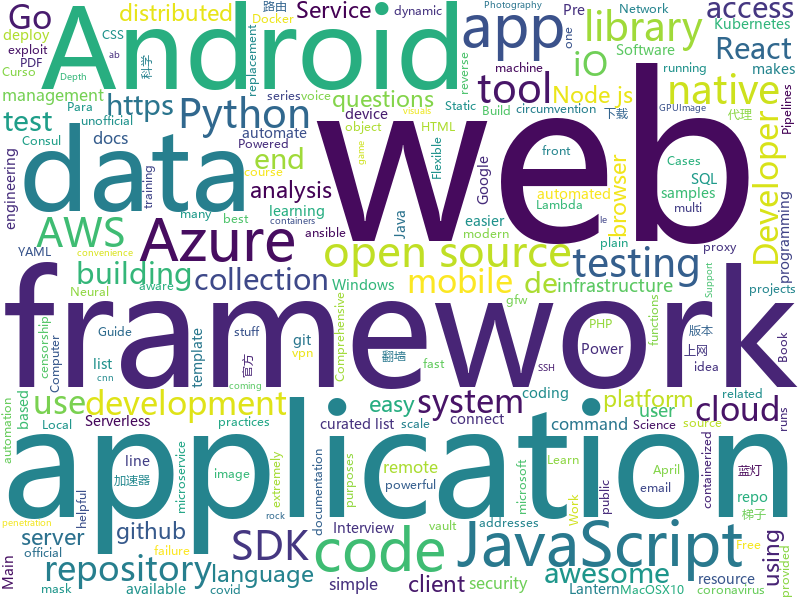 Go
distributed
Service
路由
dynamic
Photography
Network
access
deploy
CSS
Docker
Pre
one
Kubernetes
exploit
PDF
ab
Android
app
library
React
Software
makes
Curso
Depth
科学
replacement
reverse
iO
machine
running
management
https
series
voice
questions
tool
native
Static
GPUImage
Pipelines
Para
unofficial
Python
device
Node js
Build
circumvention
下载
代理
test
Consul
docs
automate
object
HTML
web
front
Cases
engineering
Powered
Flexible
end
game
visuals
browser
automated
SQL
samples
Developer
programming
data
training
analysis
Google
Lambda
multi
many
course
best
learning
Java
easier
plain
proxy
AWS
containers
ansible
modern
le
YAML
convenience
Azure
open source
testing
building
collection
mobile
de
infrastructure
Neural
aware
Windows
gfw
Support
projects
framework
censorship
Computer
Guide
stuff
git
Comprehensive
PHP
functions
版本
list
template
官方
vpn
翻墙
fast
Power
上网
idea
Book
cnn
coming
SSH
automation
based
use
development
system
coding
platform
user
related
cloud
Local
Serverless
practices
easy
curated list
scale
connect
command
Science
source
runs
line
加速器
microservice
image
extremely
application
documentation
purposes
remote
powerful
microsoft
Learn
Work
April
public
email
containerized
蓝灯
repo
梯子
helpful
penetration
github
rock
Interview
vault
addresses
Free
server
failure
SDK
code
JavaScript
using
official
Main
repository
language
simple
client
security
awesome
resource
provided
mask
available
covid
Lantern
MacOSX10
coronavirus